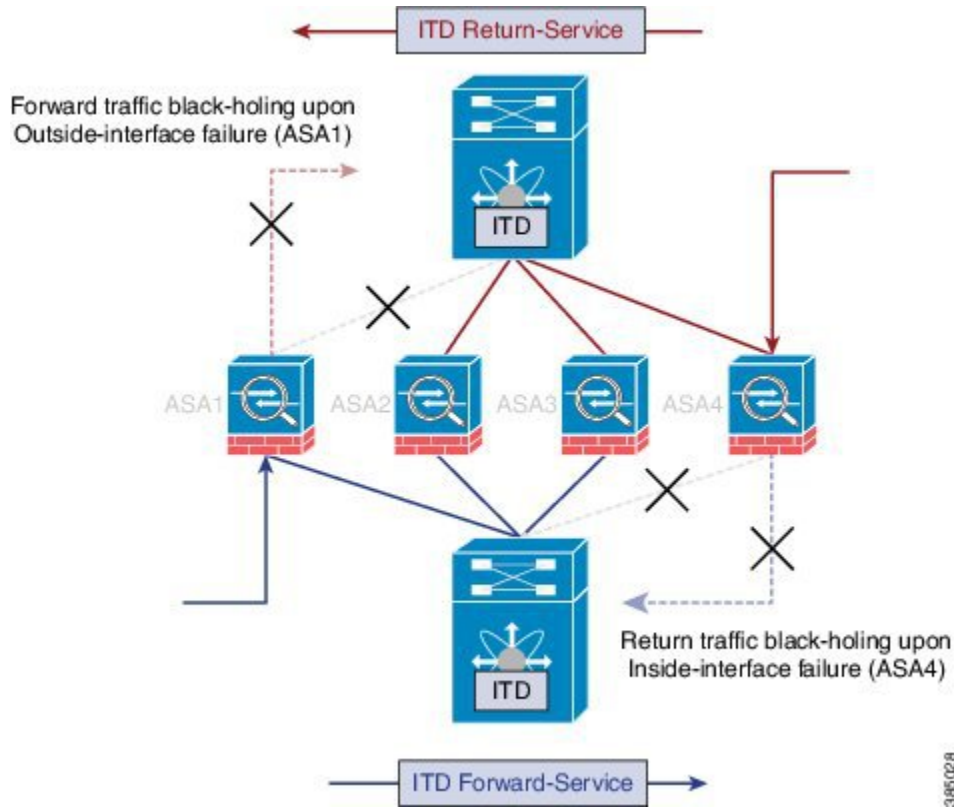 ITD Return-Service
Forward traffic black-holing upon
Outside-interface failure (ASA1)
ITD
ASA1
ASA2
ASA3
ASA4
Return traffic black-holing upon
Inside-interface failure (ASA4)
ITD
ITD Forward-Service
385028